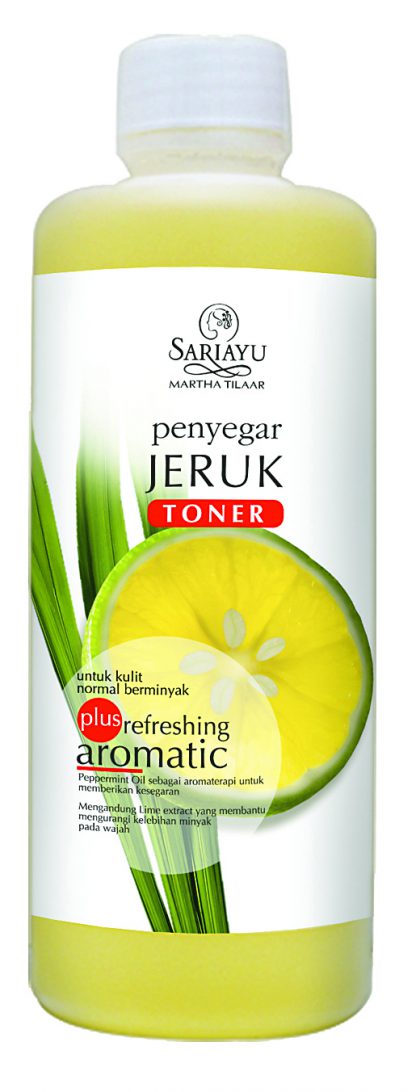 SARIAYU
MARTHA TILAAR
penyegar
JERUK
TONER
untuk kulit
normal berminyak
plus refreshing
aromatic
Peppermint Oil sebagai aromaterapi untuk
memberikan kesegaran
Mengandung Lime extract yang membantu
mengurangi kelebihan minyak
pada wajah